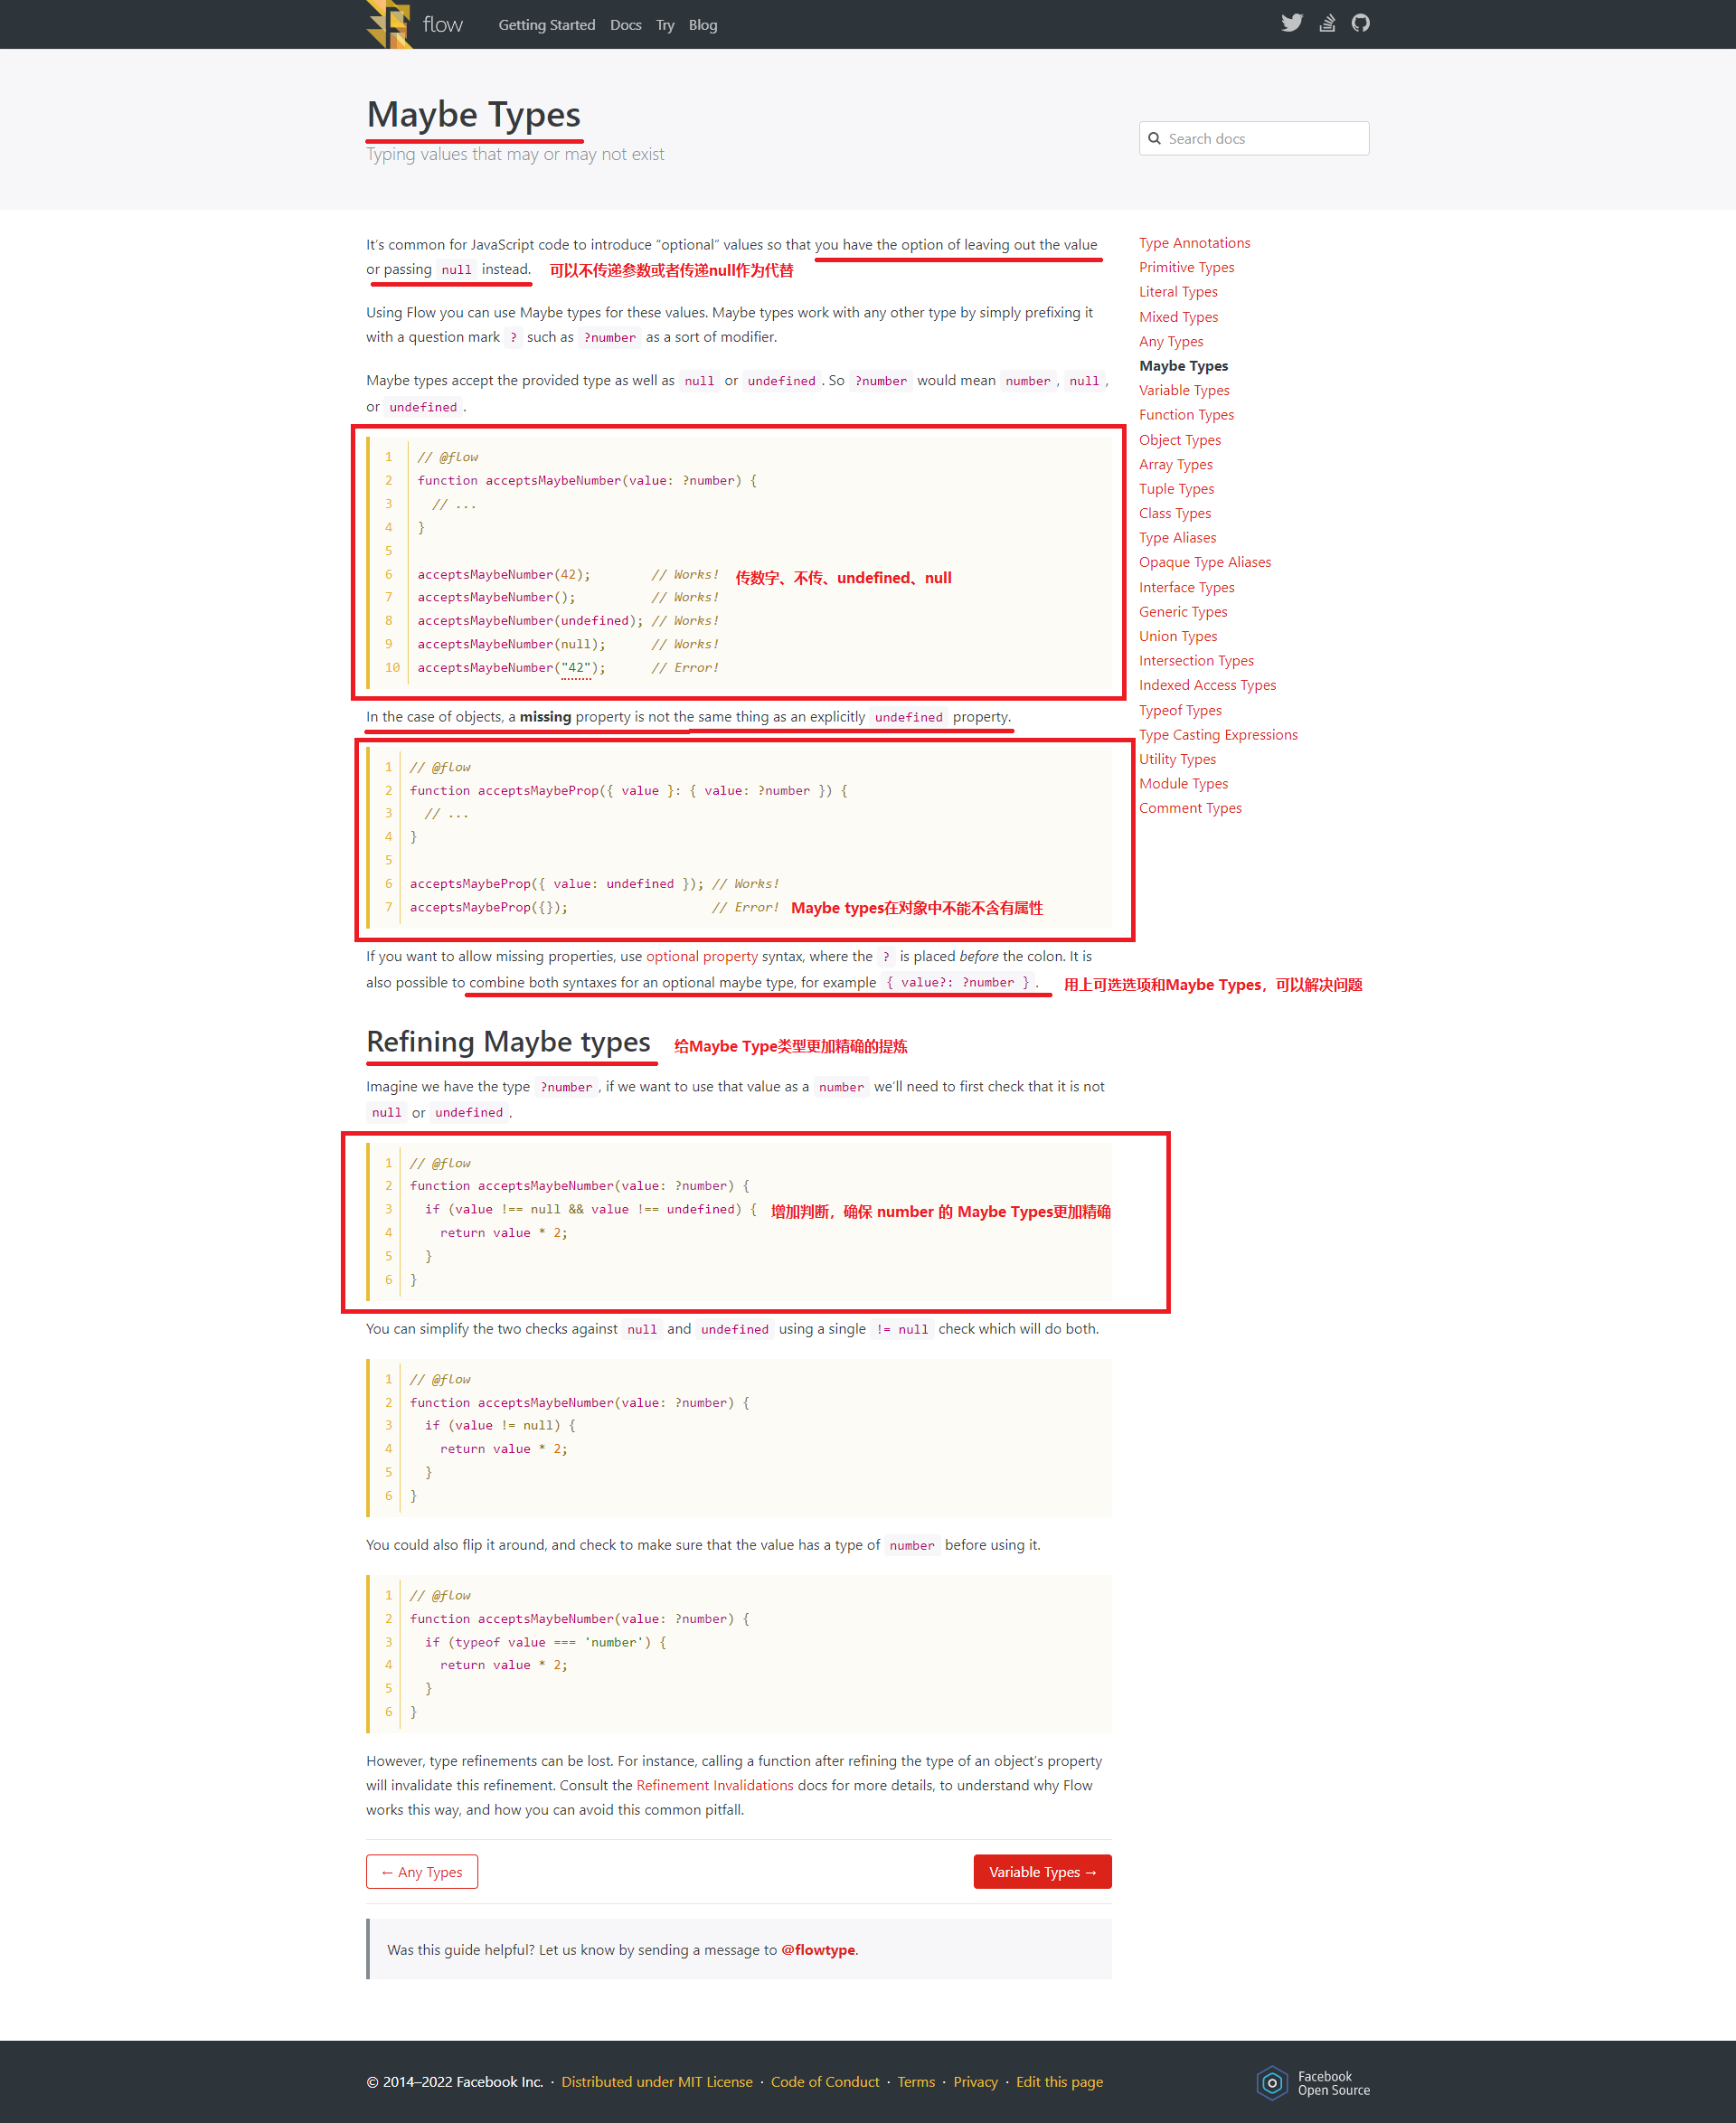 flow
Getting Started Docs Try Blog
Maybe Types
Typing values that may or may not exist
Search docs
It's common for JavaScript code to introduce “optional” values so that you have the option of leaving out the value
or passing null instead. 可以不传递参数或者传递null作为代替
Using Flow you can use Maybe types for these values. Maybe types work with any other type by simply prefixing it
with a question mark ? such as ?number as a sort of modifier.
Maybe types accept the provided type as well as null or undefined. So ?number would mean number, null,
or undefined.
1 // @flow
2 function acceptsMaybeNumber(value: ?number) {
3   // ...
4 }
5
6 acceptsMaybeNumber(42);        // Works! 传数字、不传、undefined、null
7 acceptsMaybeNumber();          // Works!
8 acceptsMaybeNumber(undefined); // Works!
9 acceptsMaybeNumber(null);      // Works!
10 acceptsMaybeNumber("42");      // Error!
In the case of objects, a missing property is not the same thing as an explicitly undefined property.
1 // @flow
2 function acceptsMaybeProp({ value }: { value: ?number }) {
3   // ...
4 }
5
6 acceptsMaybeProp({ value: undefined }); // Works!
7 acceptsMaybeProp({});                   // Error! Maybe types在对象中不能不含有属性
If you want to allow missing properties, use optional property syntax, where the ? is placed before the colon. It is
also possible to combine both syntaxes for an optional maybe type, for example { value?: ?number }. 用上可选选项和Maybe Types，可以解决问题
Refining Maybe types 给Maybe Type类型更加精确的提炼
Imagine we have the type ?number, if we want to use that value as a number we'll need to first check that it is not
null or undefined.
1 // @flow
2 function acceptsMaybeNumber(value: ?number) {
3   if (value !== null && value !== undefined) { 增加判断，确保 number 的 Maybe Types更加精确
4     return value * 2;
5   }
6 }
You can simplify the two checks against null and undefined using a single != null check which will do both.
1 // @flow
2 function acceptsMaybeNumber(value: ?number) {
3   if (value != null) {
4     return value * 2;
5   }
6 }
You could also flip it around, and check to make sure that the value has a type of number before using it.
1 // @flow
2 function acceptsMaybeNumber(value: ?number) {
3   if (typeof value === 'number') {
4     return value * 2;
5   }
6 }
However, type refinements can be lost. For instance, calling a function after refining the type of an object's property
will invalidate this refinement. Consult the Refinement Invalidations docs for more details, to understand why Flow
works this way, and how you can avoid this common pitfall.
← Any Types
Variable Types →
Was this guide helpful? Let us know by sending a message to @flowtype.
Type Annotations
Primitive Types
Literal Types
Mixed Types
Any Types
Maybe Types
Variable Types
Function Types
Object Types
Array Types
Tuple Types
Class Types
Type Aliases
Opaque Type Aliases
Interface Types
Generic Types
Union Types
Intersection Types
Indexed Access Types
Typeof Types
Type Casting Expressions
Utility Types
Module Types
Comment Types
© 2014–2022 Facebook Inc. · Distributed under MIT License · Code of Conduct · Terms · Privacy · Edit this page
Facebook
Open Source